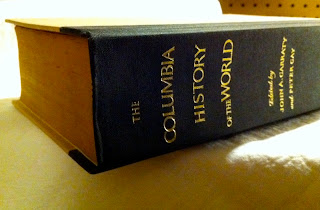 THE
COLUMBIA
HISTORY
OF THE WORLD
Edited by
JOHN A. GARRATY
and PETER GAY